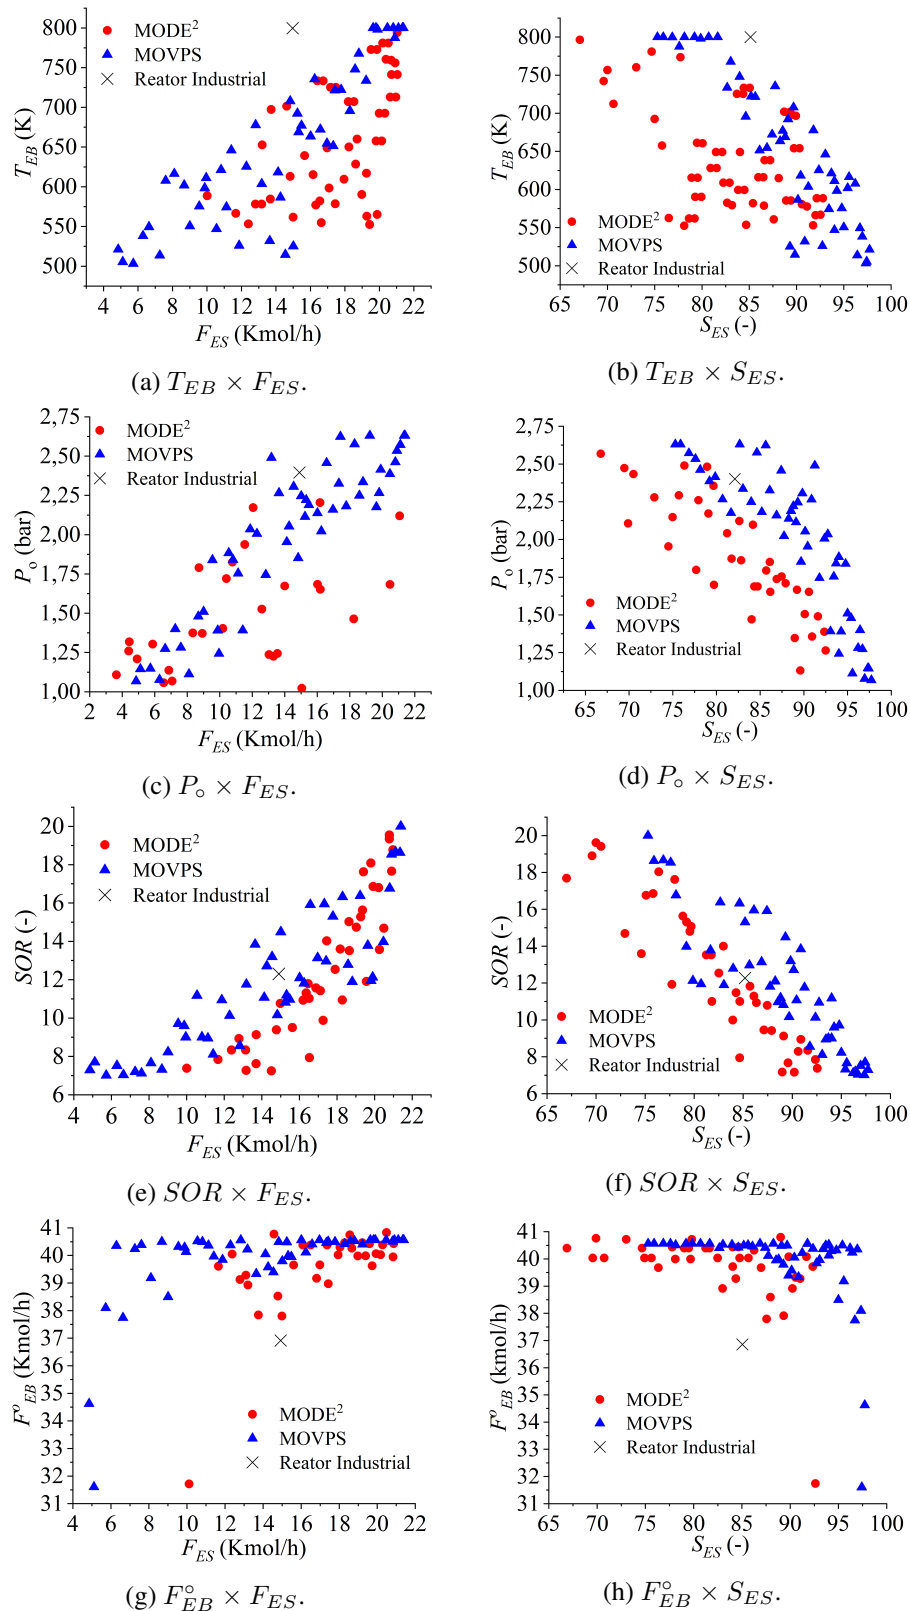 850
800
750
700
650
600
550
500
T_EB (K)
MODE²
MOVPS
Reator Industrial
4 6 8 10 12 14 16 18 20 22
F_ES (Kmol/h)
(a) T_EB × F_ES.
850
800
750
700
650
600
550
500
T_EB (K)
MODE²
MOVPS
Reator Industrial
65 70 75 80 85 90 95 100
S_ES (-)
(b) T_EB × S_ES.
2,75
2,50
2,25
2,00
1,75
1,50
1,25
1,00
P_o (bar)
MODE²
MOVPS
Reator Industrial
2 4 6 8 10 12 14 16 18 20 22
F_ES (Kmol/h)
(c) P_∘ × F_ES.
2,75
2,50
2,25
2,00
1,75
1,50
1,25
1,00
P_o (bar)
MODE²
MOVPS
Reator Industrial
65 70 75 80 85 90 95 100
S_ES (-)
(d) P_∘ × S_ES.
20
18
16
14
12
10
8
6
SOR (-)
MODE²
MOVPS
Reator Industrial
4 6 8 10 12 14 16 18 20 22
F_ES (Kmol/h)
(e) SOR × F_ES.
20
18
16
14
12
10
8
6
SOR (-)
MODE²
MOVPS
Reator Industrial
65 70 75 80 85 90 95 100
S_ES (-)
(f) SOR × S_ES.
41
40
39
38
37
36
35
34
33
32
31
F^o_EB (Kmol/h)
MODE²
MOVPS
Reator Industrial
4 6 8 10 12 14 16 18 20 22
F_ES (Kmol/h)
(g) F^∘_EB × F_ES.
41
40
39
38
37
36
35
34
33
32
31
F^o_EB (kmol/h)
MODE²
MOVPS
Reator Industrial
65 70 75 80 85 90 95 100
S_ES (-)
(h) F^∘_EB × S_ES.